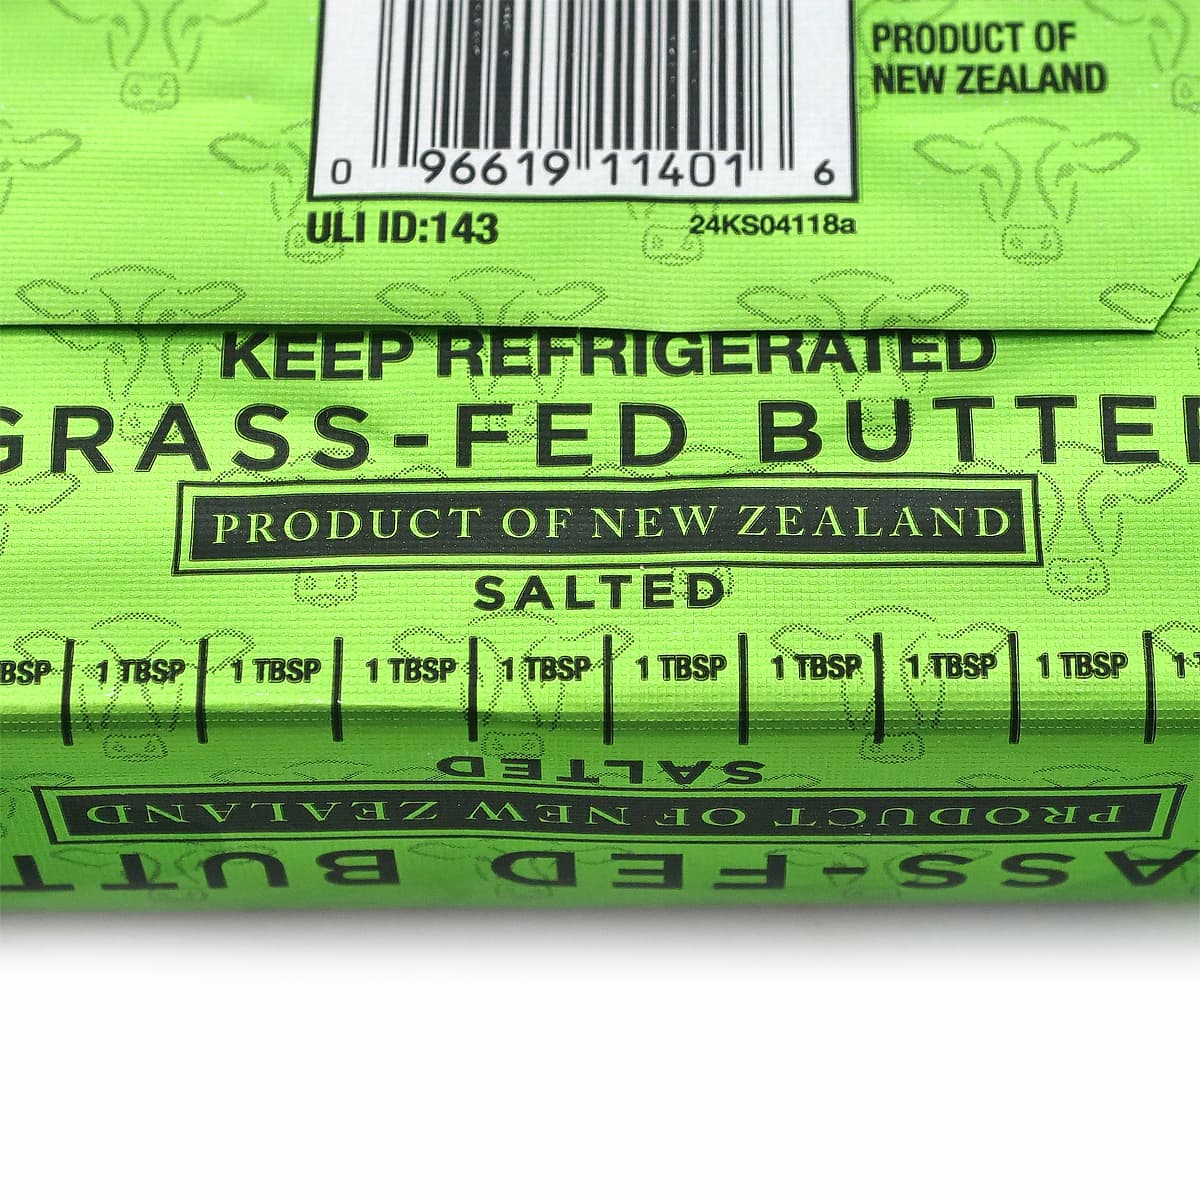 PRODUCT OF
NEW ZEALAND
0 96619 11401 6
ULI ID:143 24KS04118a
KEEP REFRIGERATED
GRASS-FED BUTTE
PRODUCT OF NEW ZEALAND
SALTED
TBSP 1 TBSP 1 TBSP 1 TBSP 1 TBSP 1 TBSP 1 TBSP 1 TBSP 1 TBSP 1 T
SALTED
PRODUCT OF NEW ZEALAND
ASS-FED BUTT